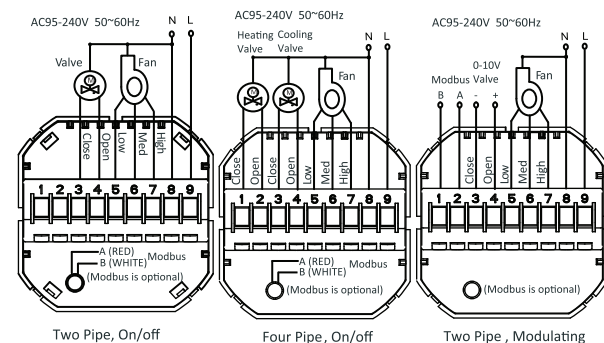 AC95-240V 50~60Hz
N L
Valve
Fan
M
Close
Open
Low
Med
High
1 2 3 4 5 6 7 8 9
A (RED)
B (WHITE)
Modbus
(Modbus is optional)
Two Pipe, On/off
AC95-240V 50~60Hz
Heating Valve
Cooling Valve
N L
Fan
M
M
Close
Open
Close
Open
Low
Med
High
1 2 3 4 5 6 7 8 9
A (RED)
B (WHITE)
Modbus
(Modbus is optional)
Four Pipe, On/off
AC95-240V 50~60Hz
N L
0-10V
Modbus Valve
B A - +
Fan
Close
Open
Low
Med
High
1 2 3 4 5 6 7 8 9
(Modbus is optional)
Two Pipe , Modulating